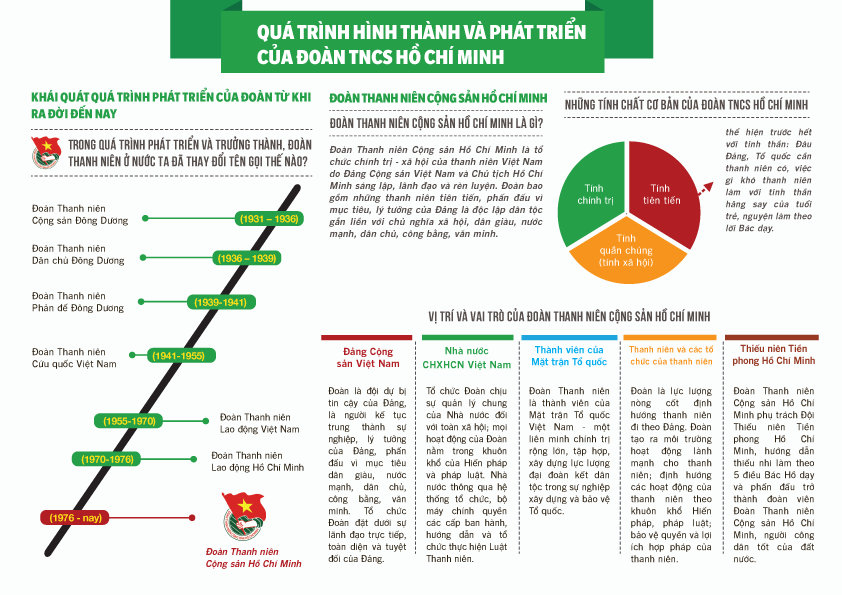 QUÁ TRÌNH HÌNH THÀNH VÀ PHÁT TRIỂN
CỦA ĐOÀN TNCS HỒ CHÍ MINH
KHÁI QUÁT QUÁ TRÌNH PHÁT TRIỂN CỦA ĐOÀN TỪ KHI
RA ĐỜI ĐẾN NAY
TRONG QUÁ TRÌNH PHÁT TRIỂN VÀ TRƯỞNG THÀNH, ĐOÀN
THANH NIÊN Ở NƯỚC TA ĐÃ THAY ĐỔI TÊN GỌI THẾ NÀO?
Đoàn Thanh niên
Cộng sản Đông Dương
(1931 – 1936)
Đoàn Thanh niên
Dân chủ Đông Dương
(1936 – 1939)
Đoàn Thanh niên
Phản đế Đông Dương
(1939-1941)
Đoàn Thanh niên
Cứu quốc Việt Nam
(1941-1955)
(1955-1970)
Đoàn Thanh niên
Lao động Việt Nam
(1970-1976)
Đoàn Thanh niên
Lao động Hồ Chí Minh
(1976 - nay)
Đoàn Thanh niên
Cộng sản Hồ Chí Minh
ĐOÀN THANH NIÊN CỘNG SẢN HỒ CHÍ MINH
ĐOÀN THANH NIÊN CỘNG SẢN HỒ CHÍ MINH LÀ GÌ?
Đoàn Thanh niên Cộng sản Hồ Chí Minh là tổ
chức chính trị - xã hội của thanh niên Việt Nam
do Đảng Cộng sản Việt Nam và Chủ tịch Hồ Chí
Minh sáng lập, lãnh đạo và rèn luyện. Đoàn bao
gồm những thanh niên tiên tiến, phấn đấu vì
mục tiêu, lý tưởng của Đảng là độc lập dân tộc
gắn liền với chủ nghĩa xã hội, dân giàu, nước
mạnh, dân chủ, công bằng, văn minh.
NHỮNG TÍNH CHẤT CƠ BẢN CỦA ĐOÀN TNCS HỒ CHÍ MINH
Tính
chính trị
Tính
tiên tiến
Tính
quần chúng
(tính xã hội)
thể hiện trước hết
với tinh thần: Đâu
Đảng, Tổ quốc cần
thanh niên có, việc
gì khó thanh niên
làm với tinh thần
hăng say của tuổi
trẻ, nguyện làm theo
lời Bác dạy.
VỊ TRÍ VÀ VAI TRÒ CỦA ĐOÀN THANH NIÊN CỘNG SẢN HỒ CHÍ MINH
Đảng Cộng
sản Việt Nam
Đoàn là đội dự bị
tin cậy của Đảng,
là người kế tục
trung thành sự
nghiệp, lý tưởng
của Đảng, phấn
đấu vì mục tiêu
dân giàu, nước
mạnh, dân chủ,
công bằng, văn
minh. Tổ chức
Đoàn đặt dưới sự
lãnh đạo trực tiếp,
toàn diện và tuyệt
đối của Đảng.
Nhà nước
CHXHCN Việt Nam
Tổ chức Đoàn chịu
sự quản lý chung
của Nhà nước đối
với toàn xã hội; mọi
hoạt động của Đoàn
nằm trong khuôn
khổ của Hiến pháp
và pháp luật. Nhà
nước thông qua hệ
thống tổ chức, bộ
máy chính quyền
các cấp ban hành,
hướng dẫn và tổ
chức thực hiện Luật
Thanh niên.
Thành viên của
Mặt trận Tổ quốc
Đoàn Thanh niên
là thành viên của
Mặt trận Tổ quốc
Việt Nam - một
liên minh chính trị
rộng lớn, tập hợp,
xây dựng lực lượng
đại đoàn kết dân
tộc trong sự nghiệp
xây dựng và bảo vệ
Tổ quốc.
Thanh niên và các tổ
chức của thanh niên
Đoàn là lực lượng
nòng cốt định
hướng thanh niên
đi theo Đảng. Đoàn
tạo ra môi trường
hoạt động lành
mạnh cho thanh
niên; định hướng
các hoạt động của
thanh niên theo
khuôn khổ Hiến
pháp, pháp luật;
bảo vệ quyền và lợi
ích hợp pháp của
thanh niên.
Thiếu niên Tiền
phong Hồ Chí Minh
Đoàn Thanh niên
Cộng sản Hồ Chí
Minh phụ trách Đội
Thiếu niên Tiền
phong Hồ Chí
Minh, hướng dẫn
thiếu nhi làm theo
5 điều Bác Hồ dạy
và phấn đấu trở
thành đoàn viên
Đoàn Thanh niên
Cộng sản Hồ Chí
Minh, người công
dân tốt của đất
nước.